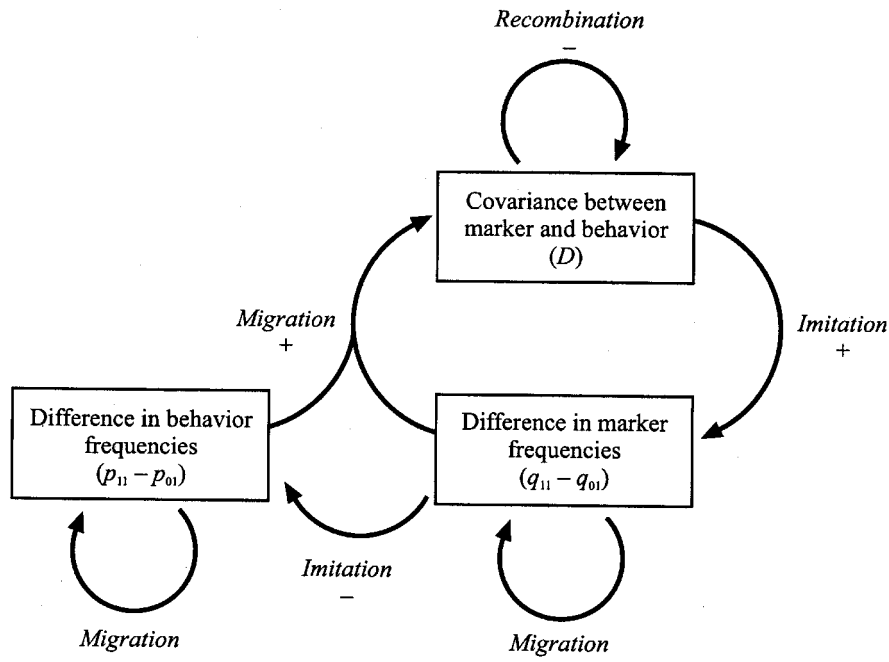 Recombination
–
Covariance between
marker and behavior
(D)
Migration
+
Imitation
+
Difference in behavior
frequencies
(p₁₁ – p₀₁)
Difference in marker
frequencies
(q₁₁ – q₀₁)
Imitation
–
Migration
Migration